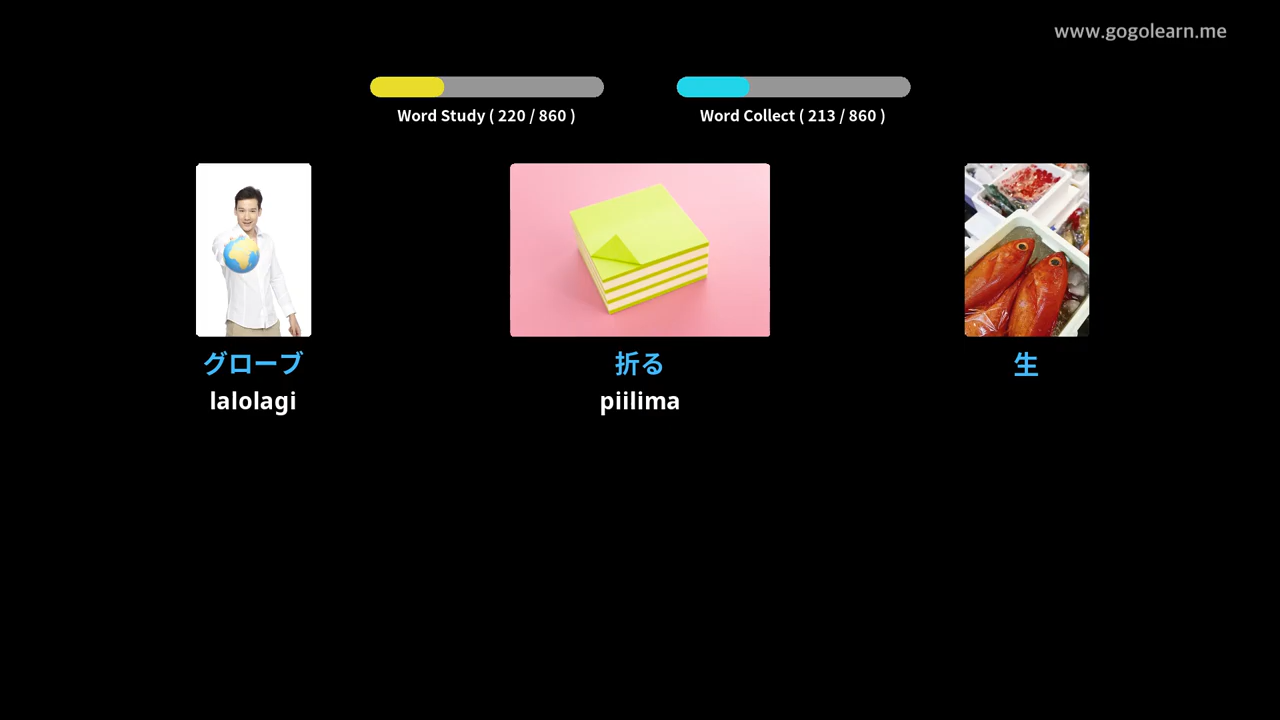 www.gogolearn.me
Word Study ( 220 / 860 )
Word Collect ( 213 / 860 )
グローブ
折る
生
lalolagi
piilima